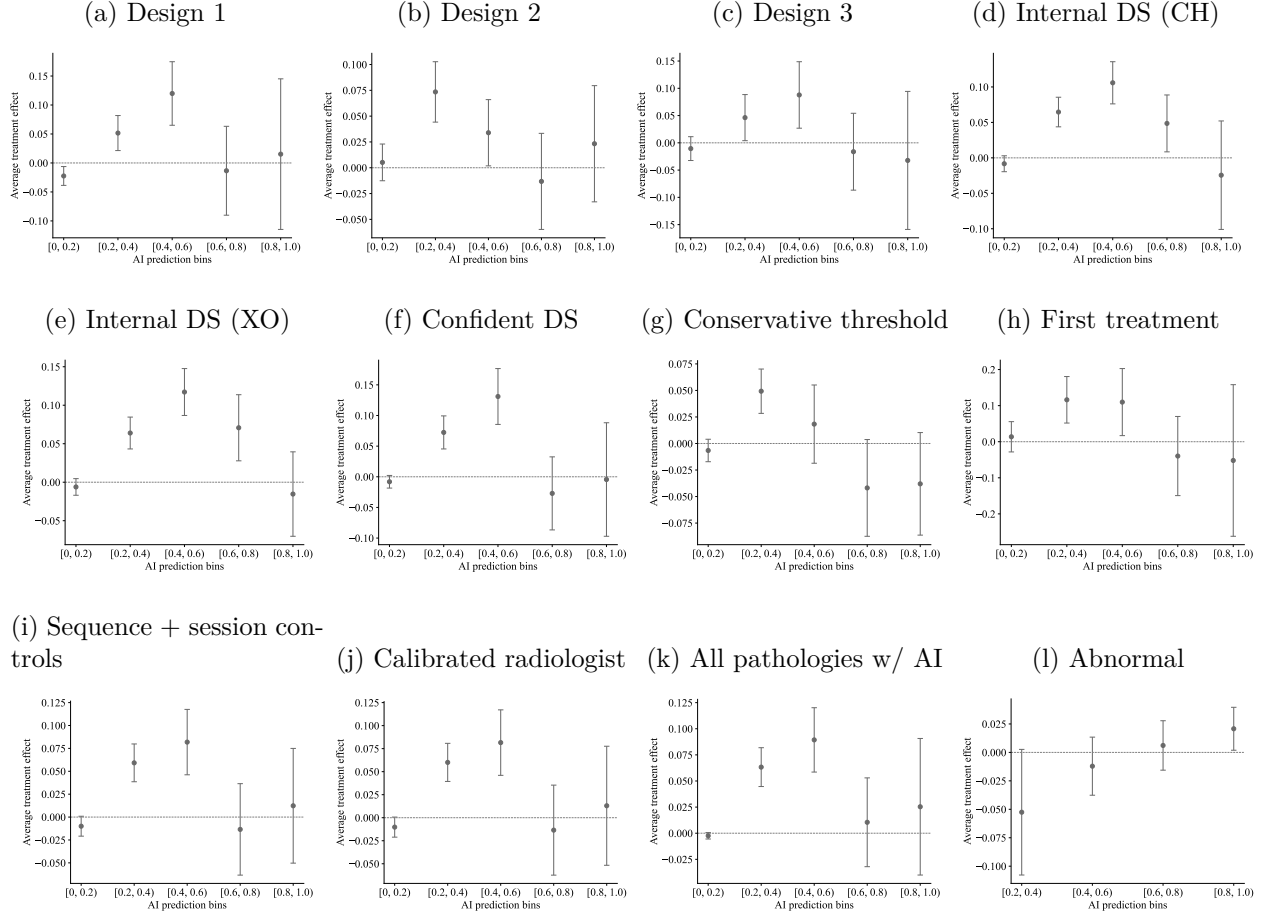 (a) Design 1
(b) Design 2
(c) Design 3
(d) Internal DS (CH)
Average treatment effect
0.15
0.10
0.05
0.00
−0.05
−0.10
[0, 0.2) [0.2, 0.4) [0.4, 0.6) [0.6, 0.8) [0.8, 1.0)
AI prediction bins
Average treatment effect
0.100
0.075
0.050
0.025
0.000
−0.025
−0.050
[0, 0.2) [0.2, 0.4) [0.4, 0.6) [0.6, 0.8) [0.8, 1.0)
AI prediction bins
Average treatment effect
0.15
0.10
0.05
0.00
−0.05
−0.10
−0.15
[0, 0.2) [0.2, 0.4) [0.4, 0.6) [0.6, 0.8) [0.8, 1.0)
AI prediction bins
Average treatment effect
0.10
0.05
0.00
−0.05
−0.10
[0, 0.2) [0.2, 0.4) [0.4, 0.6) [0.6, 0.8) [0.8, 1.0)
AI prediction bins
(e) Internal DS (XO)
(f) Confident DS
(g) Conservative threshold
(h) First treatment
Average treatment effect
0.15
0.10
0.05
0.00
−0.05
[0, 0.2) [0.2, 0.4) [0.4, 0.6) [0.6, 0.8) [0.8, 1.0)
AI prediction bins
Average treatment effect
0.15
0.10
0.05
0.00
−0.05
−0.10
[0, 0.2) [0.2, 0.4) [0.4, 0.6) [0.6, 0.8) [0.8, 1.0)
AI prediction bins
Average treatment effect
0.075
0.050
0.025
0.000
−0.025
−0.050
−0.075
[0, 0.2) [0.2, 0.4) [0.4, 0.6) [0.6, 0.8) [0.8, 1.0)
AI prediction bins
Average treatment effect
0.2
0.1
0.0
−0.1
−0.2
[0, 0.2) [0.2, 0.4) [0.4, 0.6) [0.6, 0.8) [0.8, 1.0)
AI prediction bins
(i) Sequence + session con-
trols
(j) Calibrated radiologist
(k) All pathologies w/ AI
(l) Abnormal
Average treatment effect
0.125
0.100
0.075
0.050
0.025
0.000
−0.025
−0.050
[0, 0.2) [0.2, 0.4) [0.4, 0.6) [0.6, 0.8) [0.8, 1.0)
AI prediction bins
Average treatment effect
0.125
0.100
0.075
0.050
0.025
0.000
−0.025
−0.050
[0, 0.2) [0.2, 0.4) [0.4, 0.6) [0.6, 0.8) [0.8, 1.0)
AI prediction bins
Average treatment effect
0.125
0.100
0.075
0.050
0.025
0.000
−0.025
[0, 0.2) [0.2, 0.4) [0.4, 0.6) [0.6, 0.8) [0.8, 1.0)
AI prediction bins
Average treatment effect
0.025
0.000
−0.025
−0.050
−0.075
−0.100
[0.2, 0.4) [0.4, 0.6) [0.6, 0.8) [0.8, 1.0)
AI prediction bins